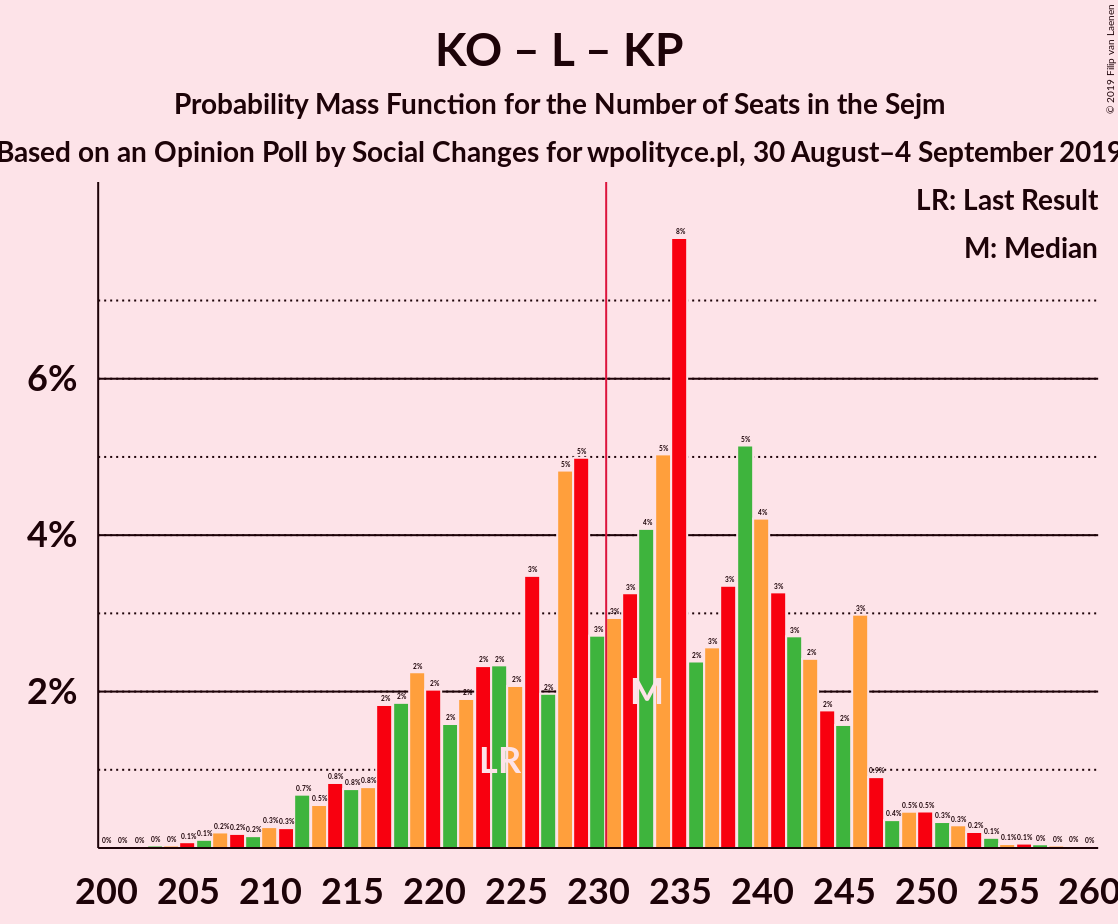 KO – L – KP
Probability Mass Function for the Number of Seats in the Sejm
Based on an Opinion Poll by Social Changes for wpolityce.pl, 30 August–4 September 2019
© 2019 Filip van Laenen
LR: Last Result
M: Median
8%
6%
5% 5% 5% 5%
4% 4%
4%
3% 3% 3% 3% 3% 3% 3% 3% 3%
2% 2% 2% 2% 2% 2% 2% 2% 2% 2% 2% 2% 2% 2% 2%
2%
M
LR
0% 0% 0% 0% 0% 0.1% 0.1% 0.2% 0.2% 0.2% 0.3% 0.3% 0.7% 0.5% 0.8% 0.8% 0.8%
0.9% 0.4% 0.5% 0.5% 0.3% 0.3% 0.2% 0.1% 0.1% 0.1% 0% 0% 0% 0%
200 205 210 215 220 225 230 235 240 245 250 255 260